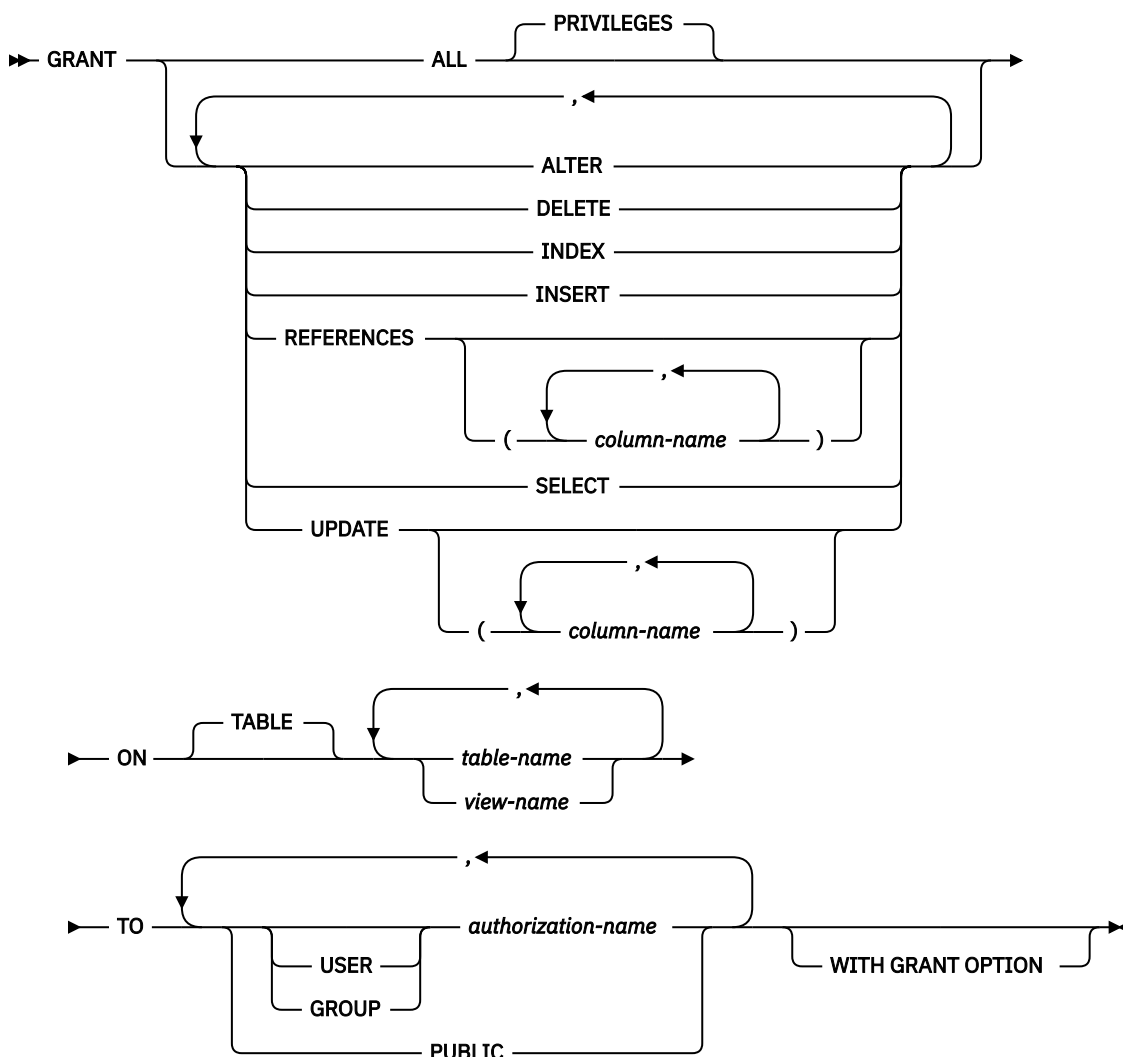 PRIVILEGES
GRANT ALL
,
ALTER
DELETE
INDEX
INSERT
REFERENCES
,
( column-name )
SELECT
UPDATE
,
( column-name )
,
TABLE
ON table-name
view-name
,
TO authorization-name
USER WITH GRANT OPTION
GROUP
PUBLIC